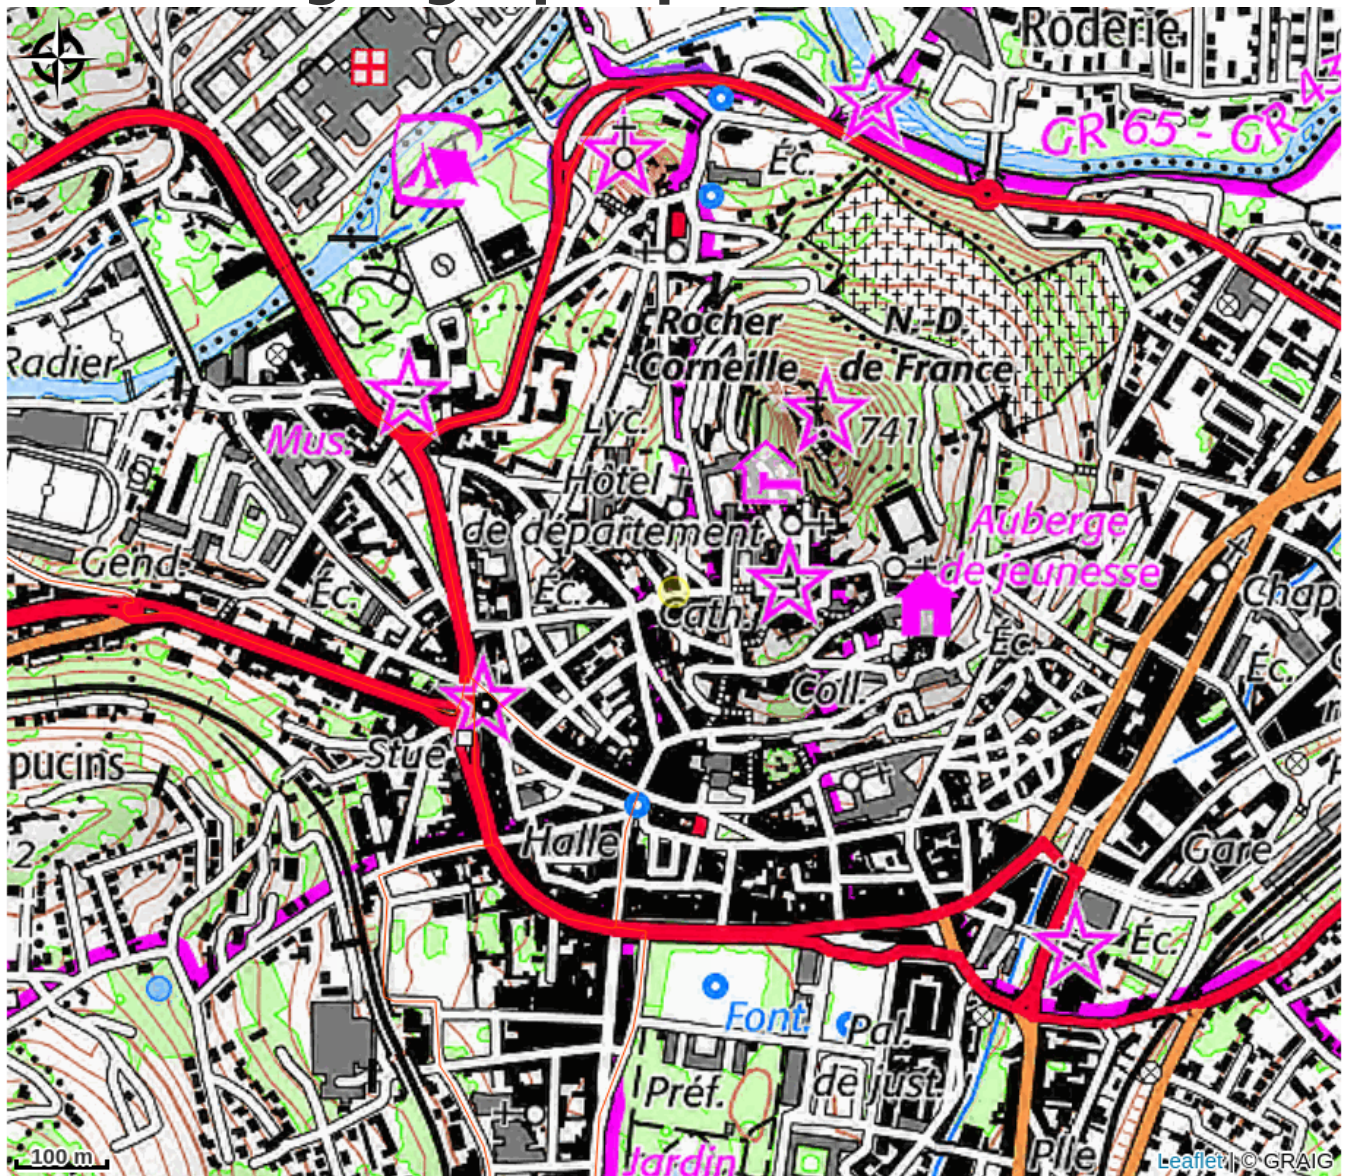 Roderie
GR 65 - GR 43
Éc.
Rocher
Corneille
N.-D.
de France
741
Radier
Mus.
Lyc.
Hôtel
de département
Auberge
de jeunesse
Gend.
Éc.
Éc.
Cath.
Chap.
Éc.
Éc.
Coll.
Stue
pucins
Halle
Gare
2
Éc.
Font.
Pal.
de just.
Préf.
Jardin
Plle
100 m
Leaflet | © GRAIG